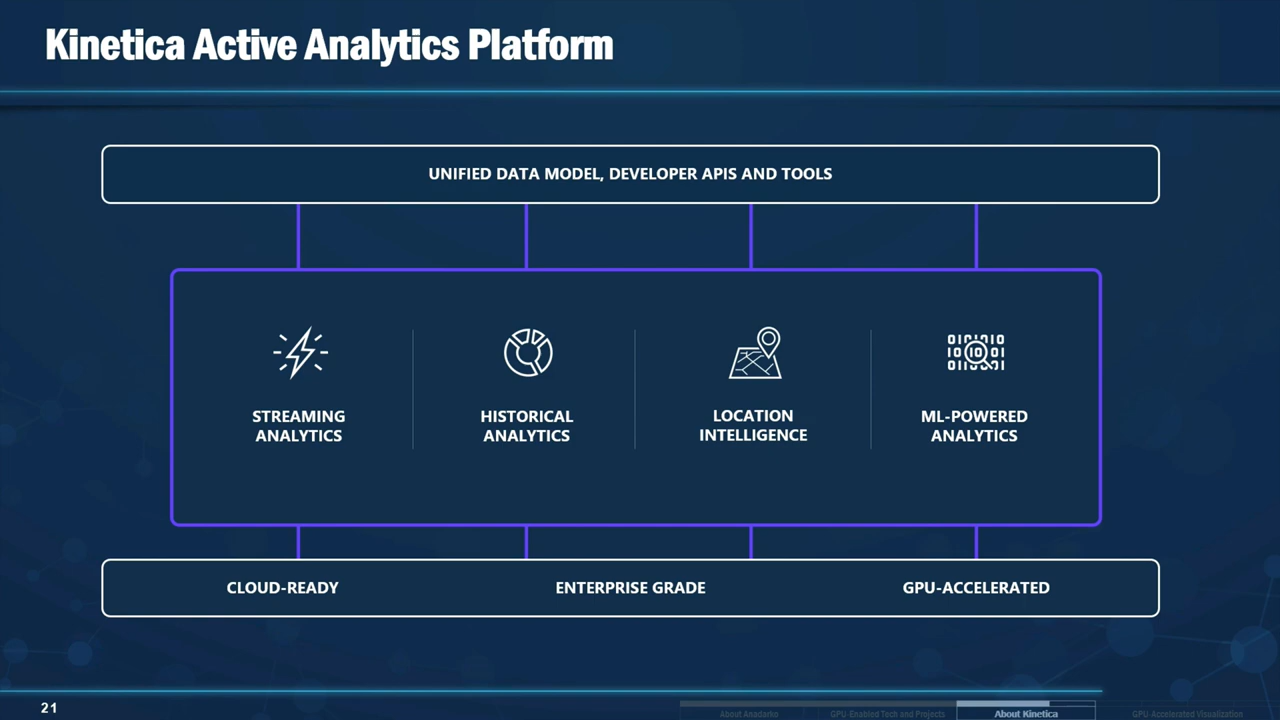 Kinetica Active Analytics Platform
UNIFIED DATA MODEL, DEVELOPER APIS AND TOOLS
STREAMING
ANALYTICS
HISTORICAL
ANALYTICS
LOCATION
INTELLIGENCE
ML-POWERED
ANALYTICS
CLOUD-READY
ENTERPRISE GRADE
GPU-ACCELERATED
21
About Anadarko
GPU-Enabled Tech and Projects
About Kinetica
GPU-Accelerated Visualization